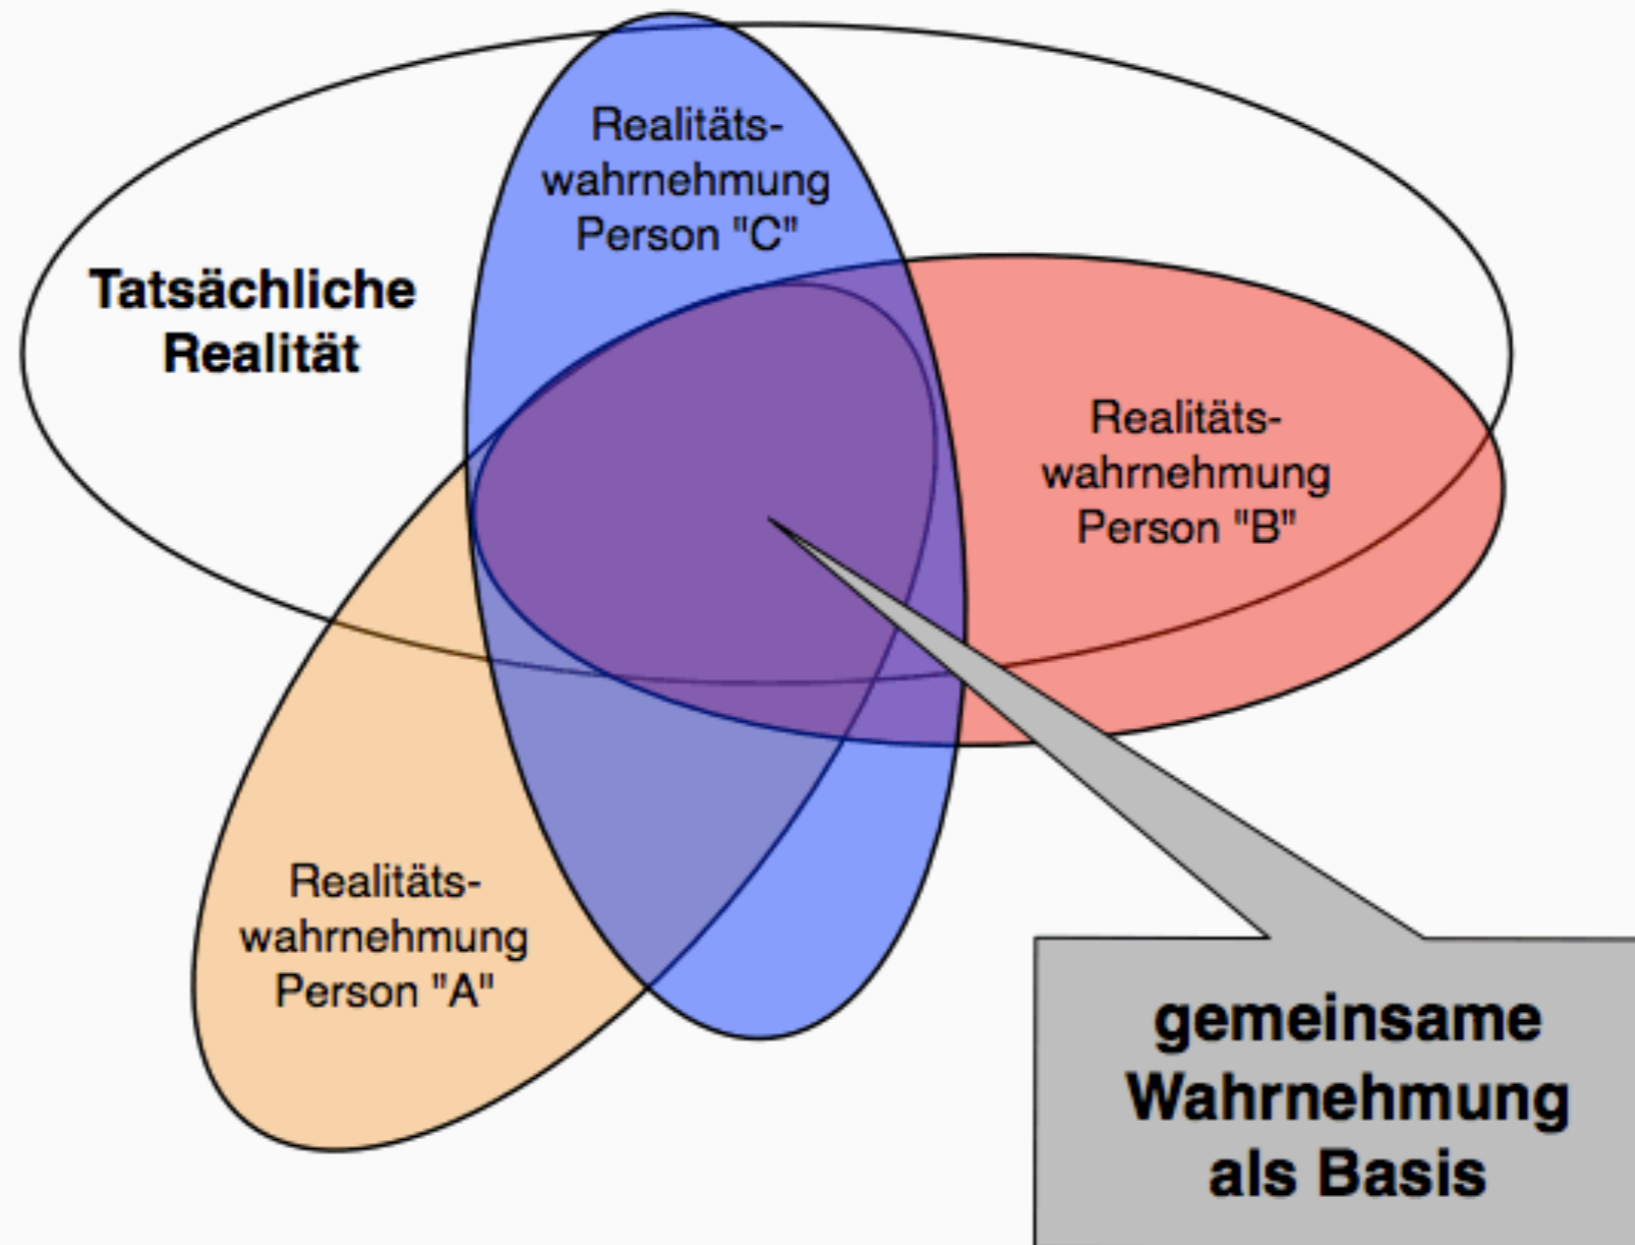 Realitäts-
wahrnehmung
Person "C"
Tatsächliche
Realität
Realitäts-
wahrnehmung
Person "B"
Realitäts-
wahrnehmung
Person "A"
gemeinsame
Wahrnehmung
als Basis